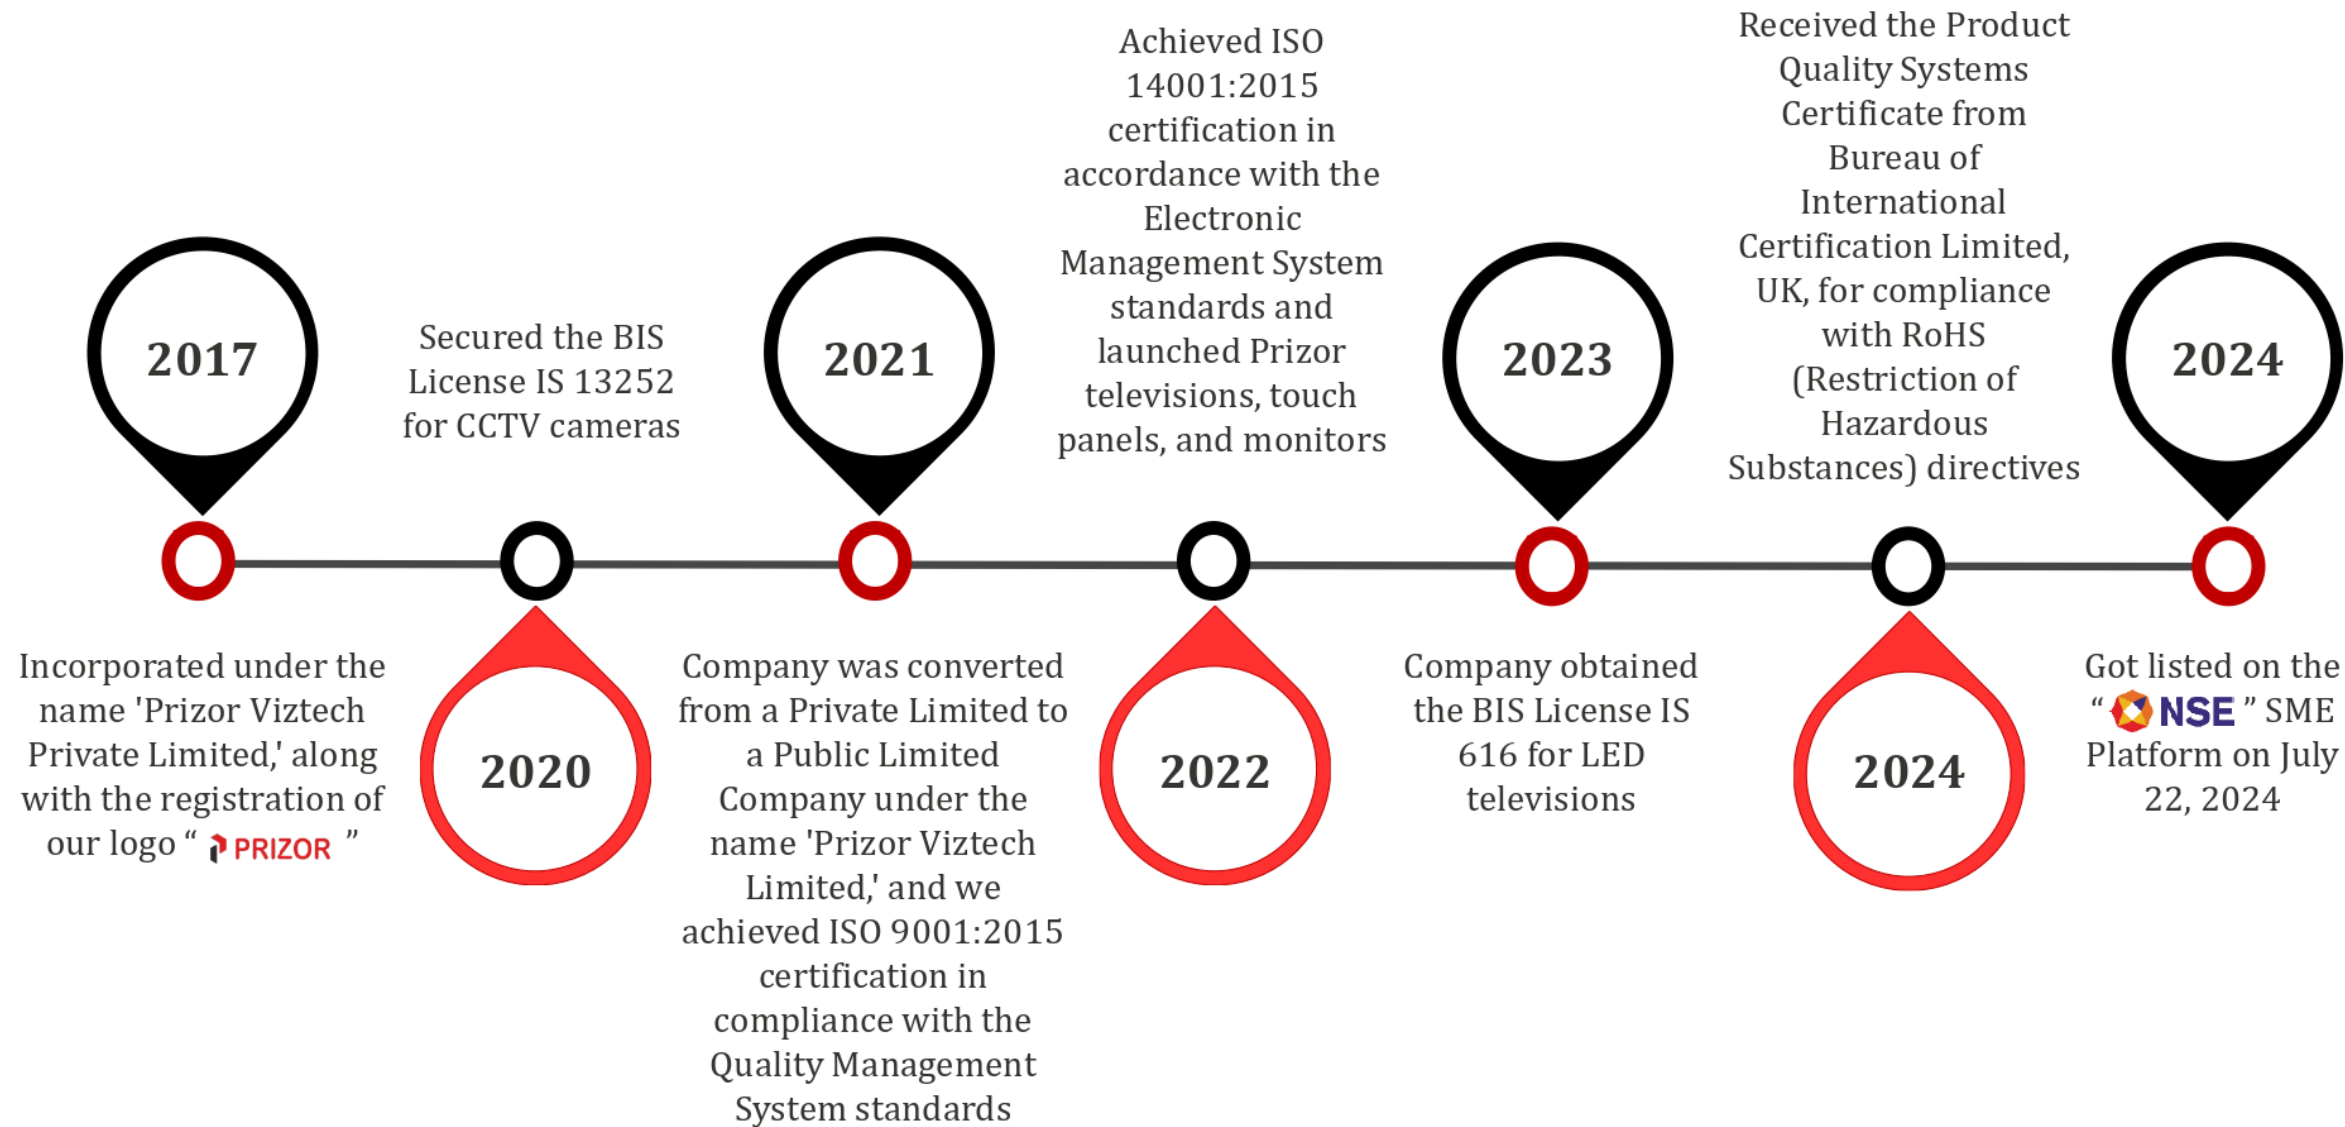 2017
Incorporated under the
name 'Prizor Viztech
Private Limited,' along
with the registration of
our logo “ PRIZOR ”
Secured the BIS
License IS 13252
for CCTV cameras
2020
2021
Company was converted
from a Private Limited to
a Public Limited
Company under the
name 'Prizor Viztech
Limited,' and we
achieved ISO 9001:2015
certification in
compliance with the
Quality Management
System standards
Achieved ISO
14001:2015
certification in
accordance with the
Electronic
Management System
standards and
launched Prizor
televisions, touch
panels, and monitors
2022
2023
Company obtained
the BIS License IS
616 for LED
televisions
Received the Product
Quality Systems
Certificate from
Bureau of
International
Certification Limited,
UK, for compliance
with RoHS
(Restriction of
Hazardous
Substances) directives
2024
2024
Got listed on the
“ NSE ” SME
Platform on July
22, 2024